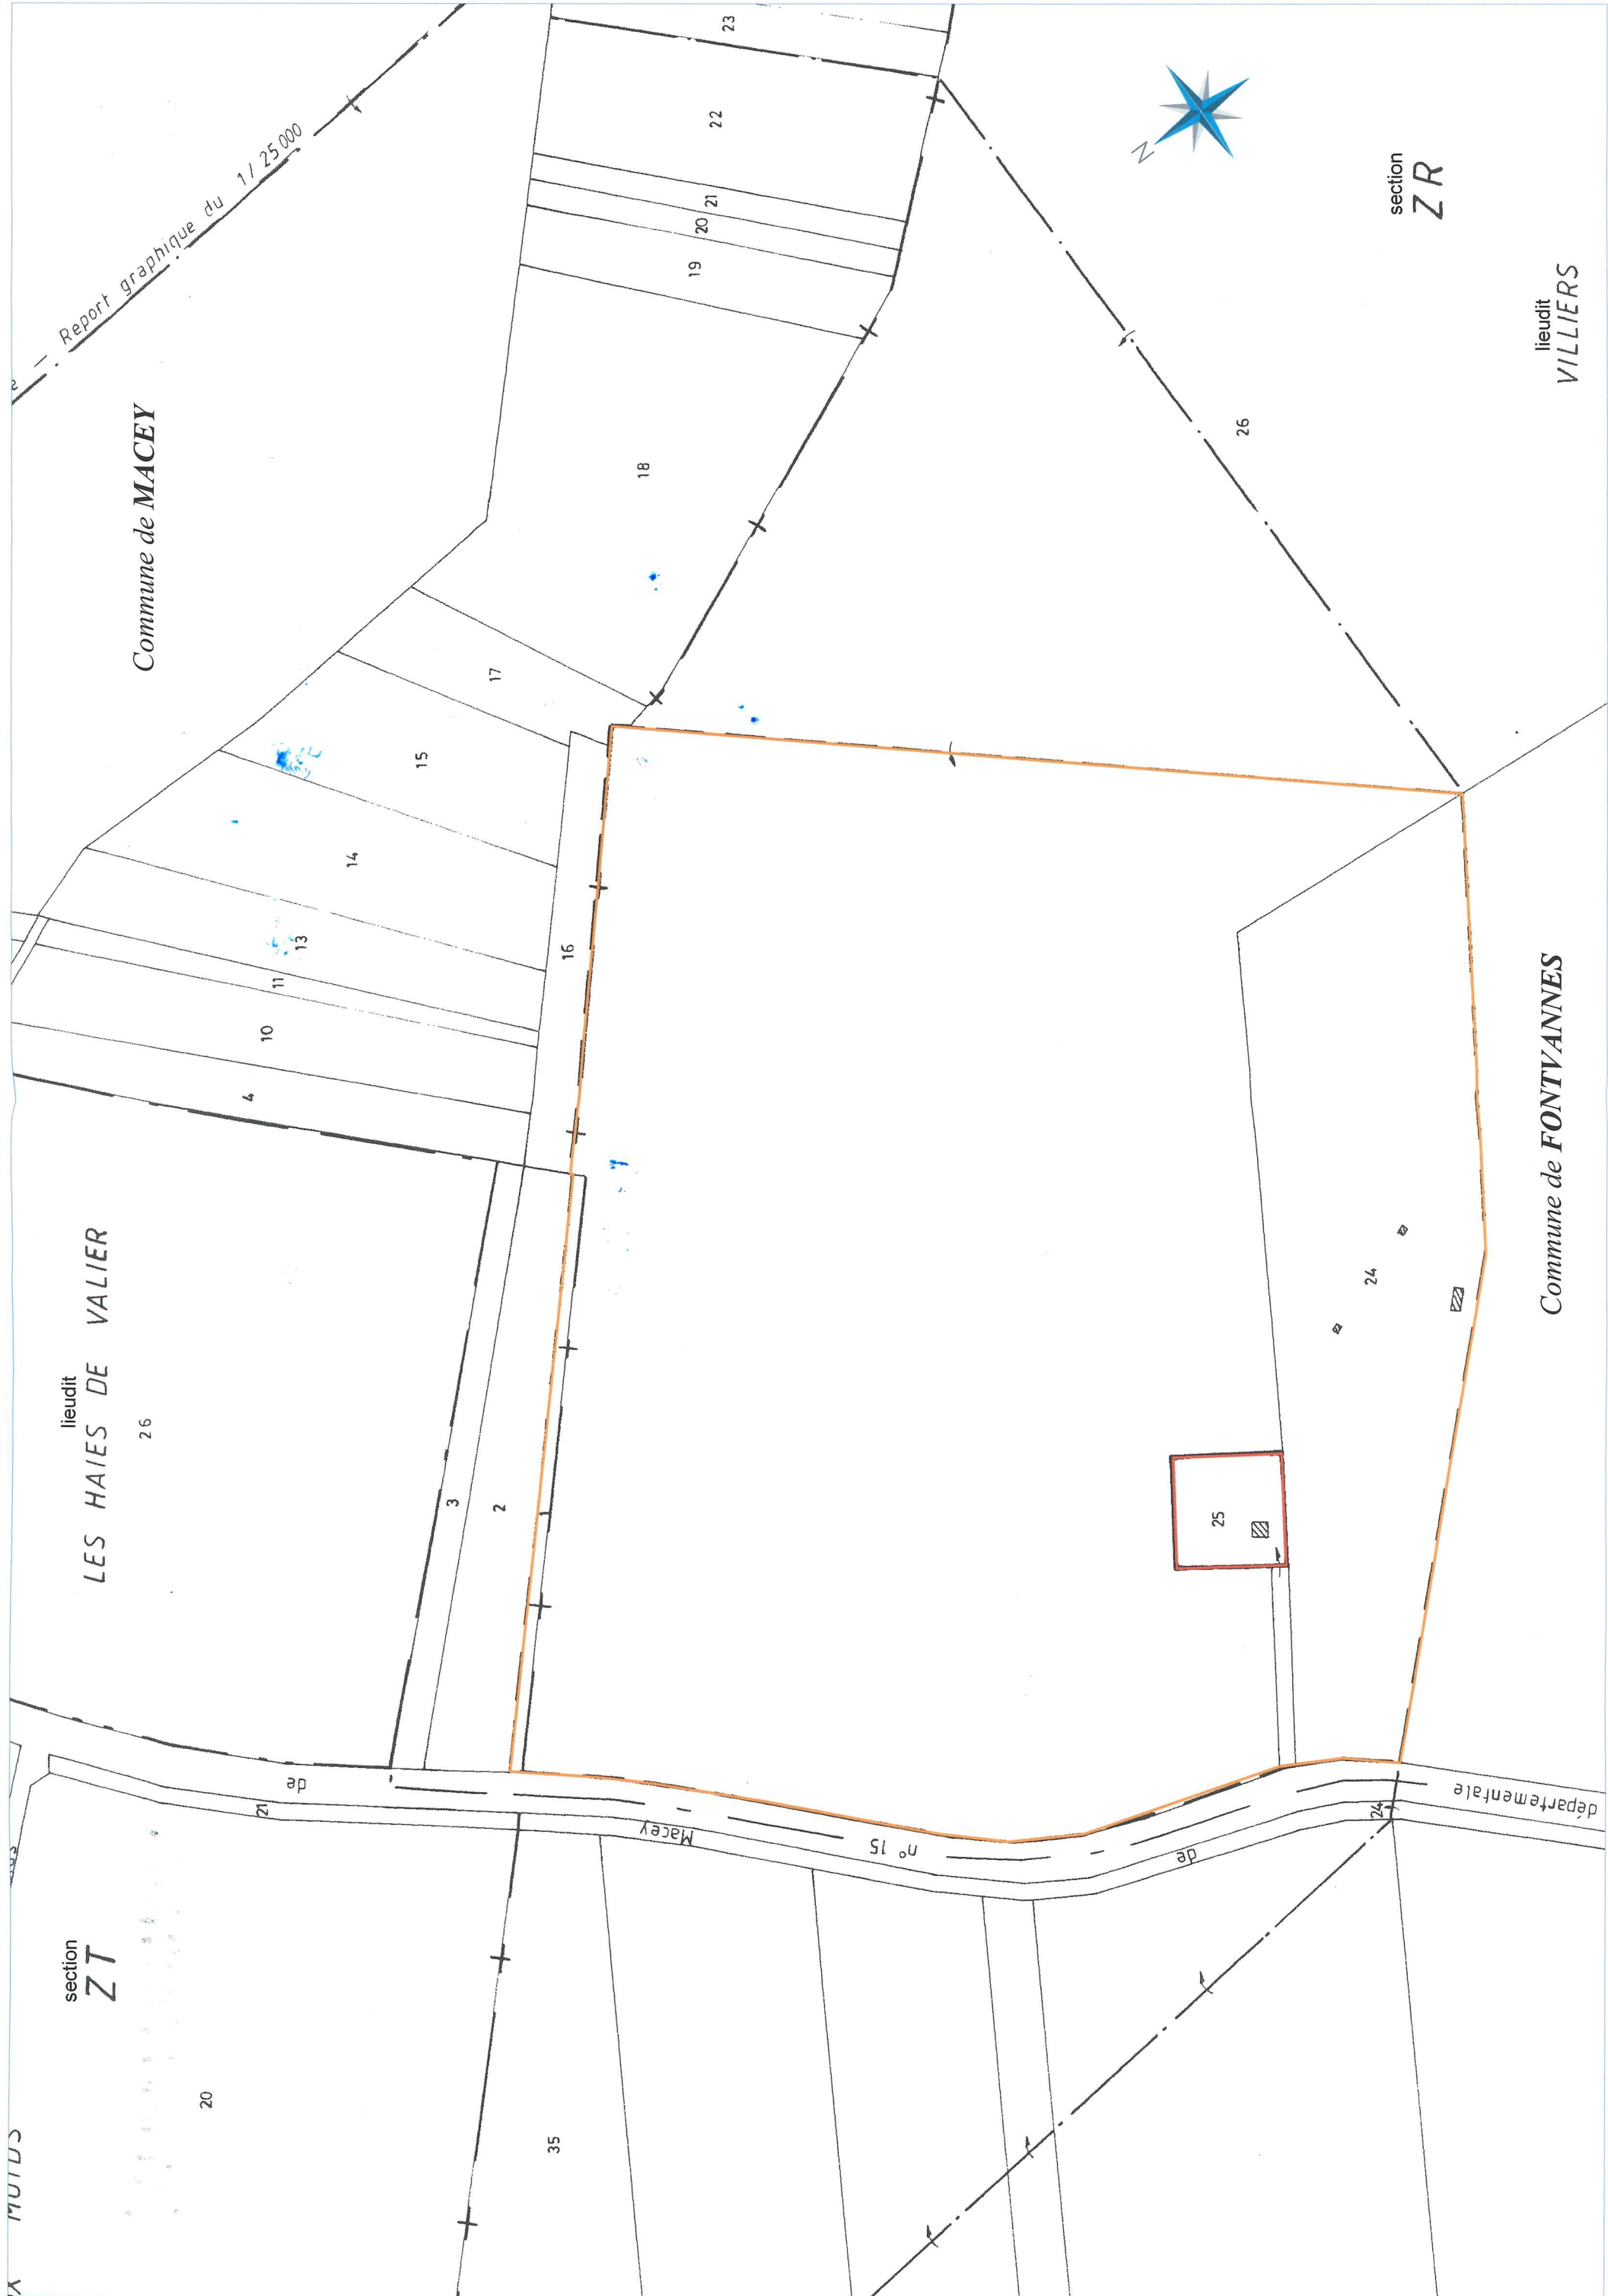 Report graphique du 1/25000
Commune de MACEY
23
22
21
20
19
18
17
15
14
13
11
10
4
16
N
section
ZR
lieudit
VILLIERS
26
lieudit
LES HAIES DE VALIER
26
3
2
24
25
Commune de FONTVANNES
section
ZT
20
35
21
de
Macey
n° 15
de
24
départementale